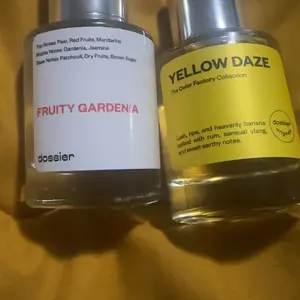 Top Notes: Pear, Red Fruits, Mandarine
Middle Notes: Gardenia, Jasmine
Base Notes: Patchouli, Dry Fruits, Brown Sugar
FRUITY GARDENIA
dossier
YELLOW DAZE
The Color Factory Collection
Lush, ripe, and heavenly banana
spiked with rum, sensual ylang,
and sweet earthy notes.
dossier